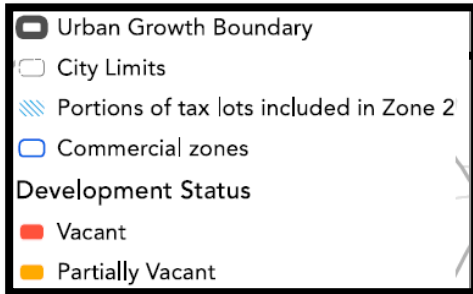 Urban Growth Boundary
City Limits
Portions of tax lots included in Zone 2
Commercial zones
Development Status
Vacant
Partially Vacant